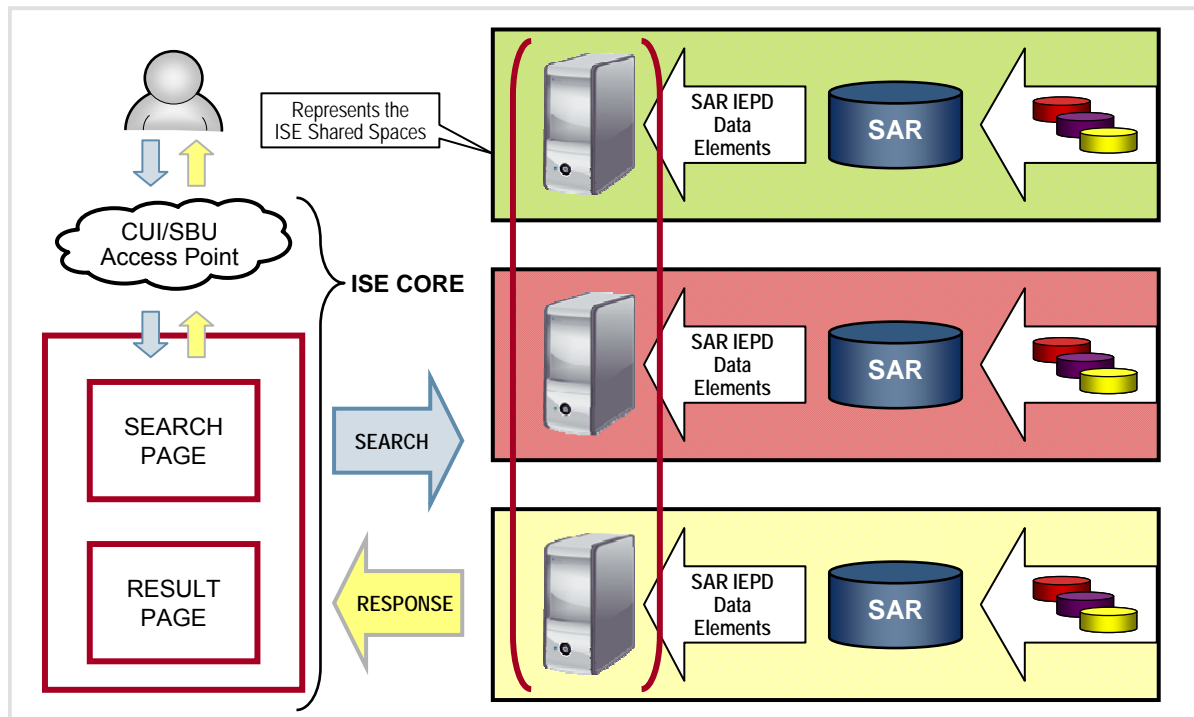 Represents the
ISE Shared Spaces
CUI/SBU
Access Point
ISE CORE
SEARCH
PAGE
RESULT
PAGE
SEARCH
RESPONSE
SAR IEPD
Data
Elements
SAR
SAR IEPD
Data
Elements
SAR
SAR IEPD
Data
Elements
SAR